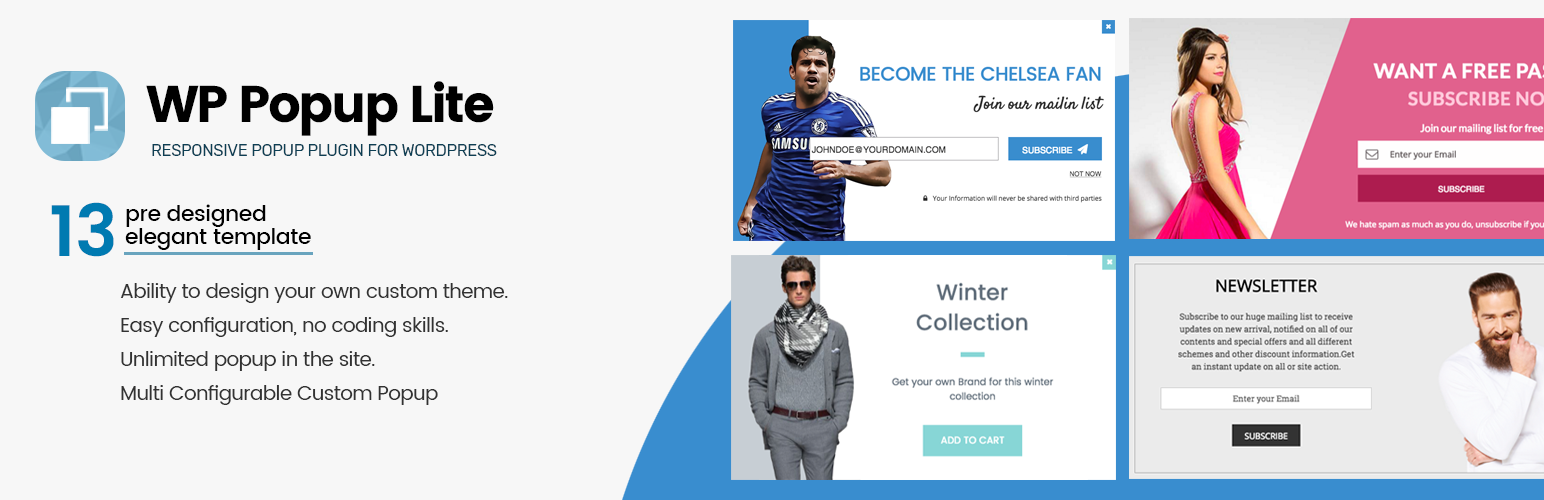 WP Popup Lite
RESPONSIVE POPUP PLUGIN FOR WORDPRESS
13 pre designed
elegant template
Ability to design your own custom theme.
Easy configuration, no coding skills.
Unlimited popup in the site.
Multi Configurable Custom Popup
BECOME THE CHELSEA FAN
Join our mailin list
SAMSU
JOHNDOE@YOURDOMAIN.COM
SUBSCRIBE
NOT NOW
Your Information will never be shared with third parties
WANT A FREE PAS
SUBSCRIBE NO
Join our mailing list for free
Enter your Email
SUBSCRIBE
We hate spam as much as you do, unsubscribe if you
Winter
Collection
Get your own Brand for this winter
collection
ADD TO CART
NEWSLETTER
Subscribe to our huge mailing list to receive
updates on new arrival, notified on all of our
contents and special offers and all different
schemes and other discount information.Get
an instant update on all or site action.
Enter your Email
SUBSCRIBE